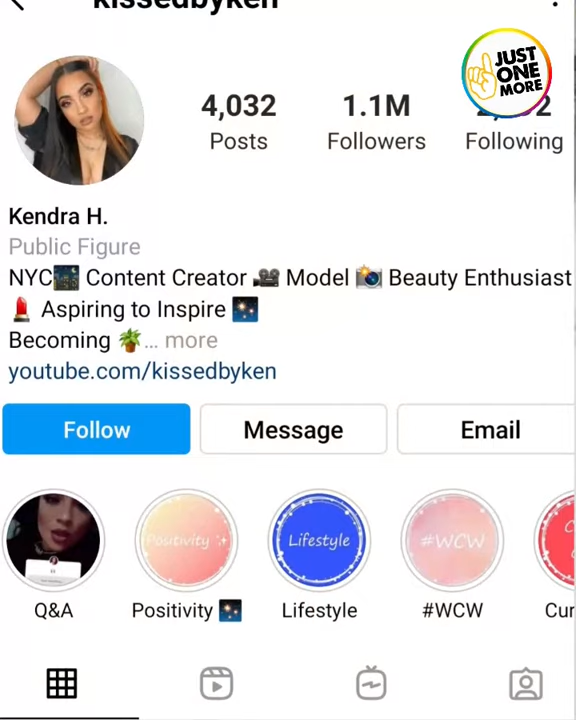 kissedbyken
JUST
ONE
MORE
4,032
1.1M
Posts
Followers
Following
Kendra H.
Public Figure
NYC🌃 Content Creator 🎥 Model 📸 Beauty Enthusiast
💄 Aspiring to Inspire 🎇
Becoming 🪴... more
youtube.com/kissedbyken
Follow
Message
Email
Positivity ✨
Lifestyle
#WCW
Q&A
Positivity 🎇
Lifestyle
#WCW